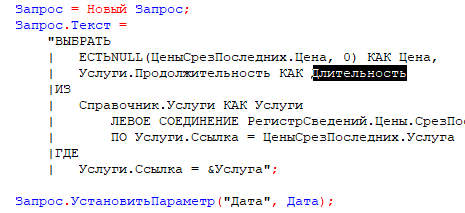 Запрос = Новый Запрос;
Запрос.Текст =
"ВЫБРАТЬ
| ЕСТЬNULL(ЦеныСрезПоследних.Цена, 0) КАК Цена,
| Услуги.Продолжительность КАК Длительность
|ИЗ
| Справочник.Услуги КАК Услуги
| ЛЕВОЕ СОЕДИНЕНИЕ РегистрСведений.Цены.СрезПос
| ПО Услуги.Ссылка = ЦеныСрезПоследних.Услуга
|ГДЕ
| Услуги.Ссылка = &Услуга";
Запрос.УстановитьПараметр("Дата", Дата);